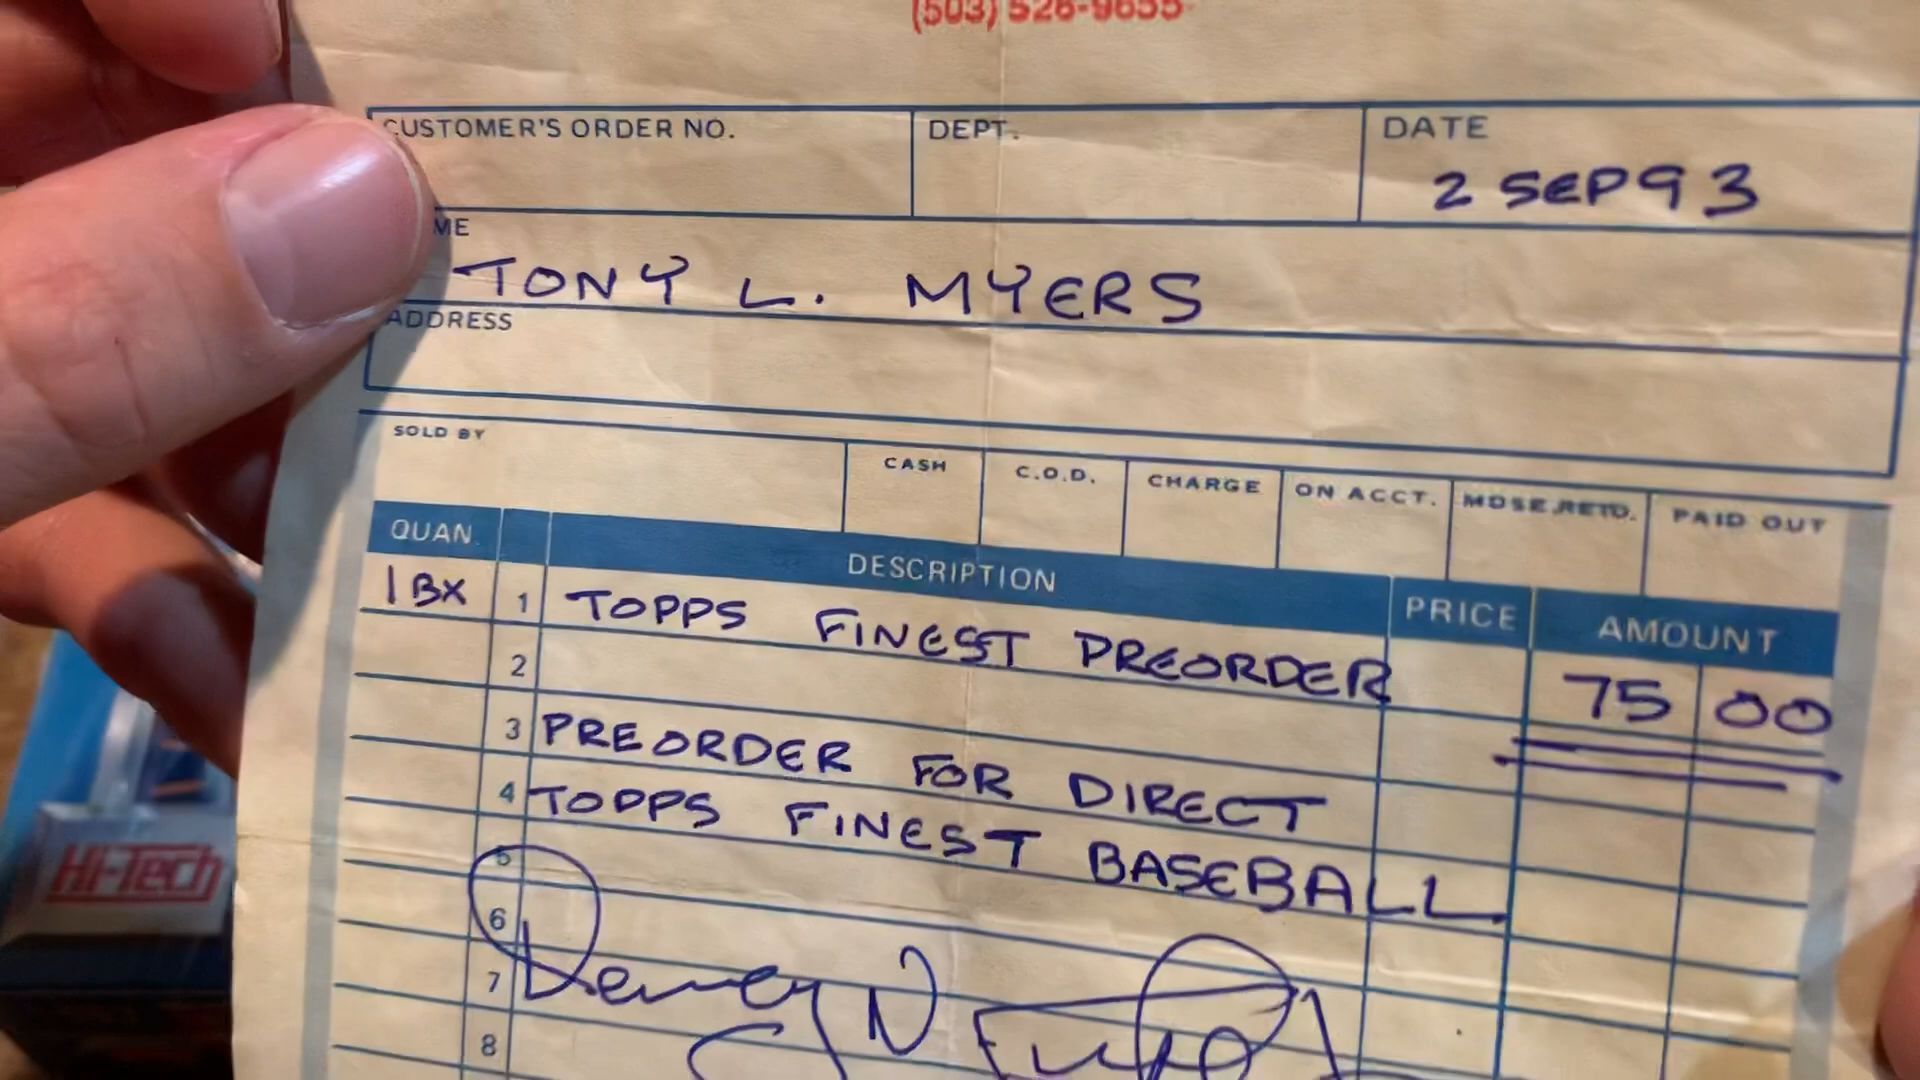 (503) 526-9655
CUSTOMER'S ORDER NO. DEPT. DATE
2 SEP 93
ME
TONY L. MYERS
ADDRESS
SOLD BY CASH C.O.D. CHARGE ON ACCT. MDSE. RETD. PAID OUT
QUAN. DESCRIPTION PRICE AMOUNT
1 BX 1 TOPPS FINEST PREORDER 75 00
2
3 PREORDER FOR DIRECT
4 TOPPS FINEST BASEBALL
5
6
7
8
HI-Tech